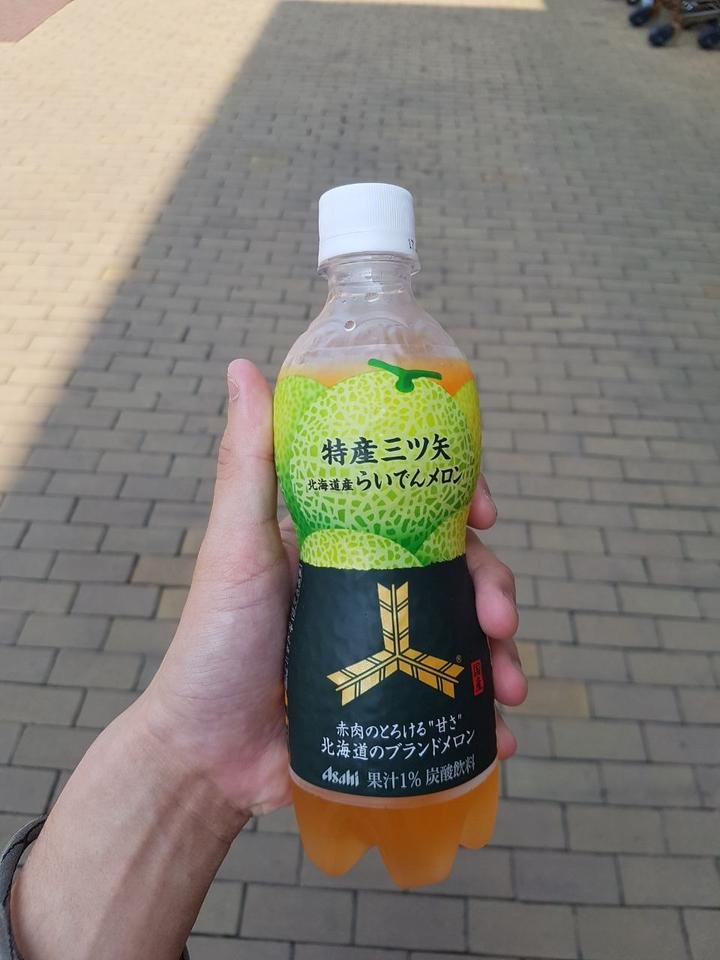 特産三ツ矢
北海道産らいでんメロン
国産
赤肉のとろける"甘さ"
北海道のブランドメロン
Asahi 果汁1% 炭酸飲料